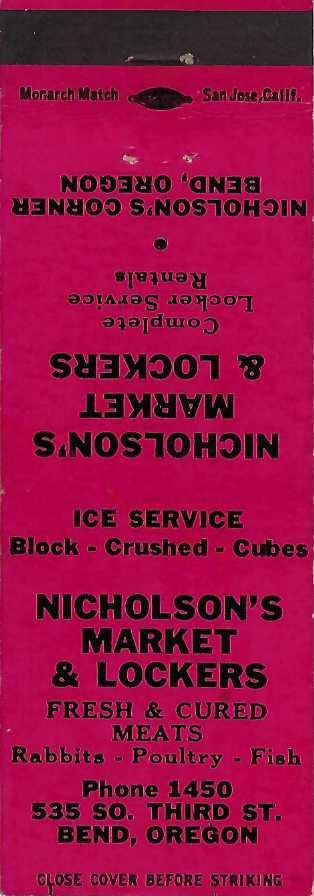 Monarch Match San Jose, Calif.
NICHOLSON'S
MARKET
& LOCKERS
Complete
Locker Service
Rentals
NICHOLSON'S CORNER
BEND, OREGON
ICE SERVICE
Block - Crushed - Cubes
NICHOLSON'S
MARKET
& LOCKERS
FRESH & CURED
MEATS
Rabbits - Poultry - Fish
Phone 1450
535 SO. THIRD ST.
BEND, OREGON
CLOSE COVER BEFORE STRIKING